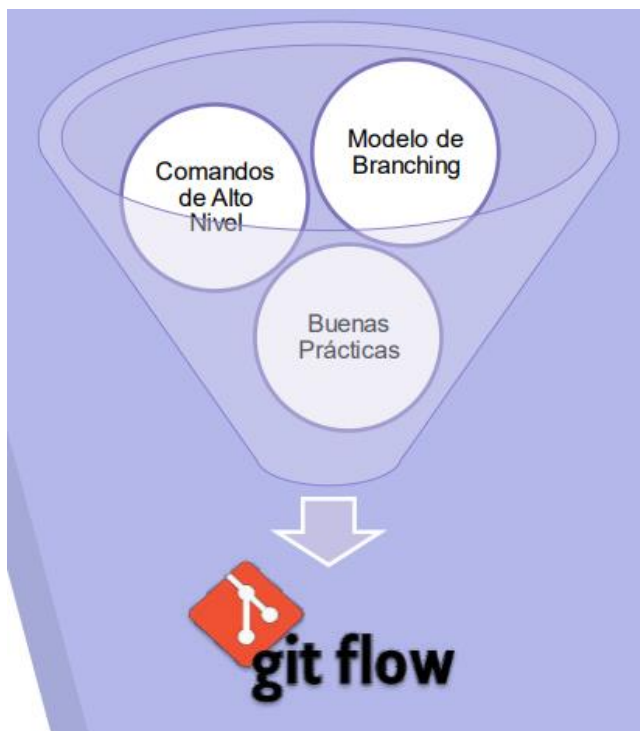 Comandos
de Alto
Nivel
Modelo de
Branching
Buenas
Prácticas
git flow